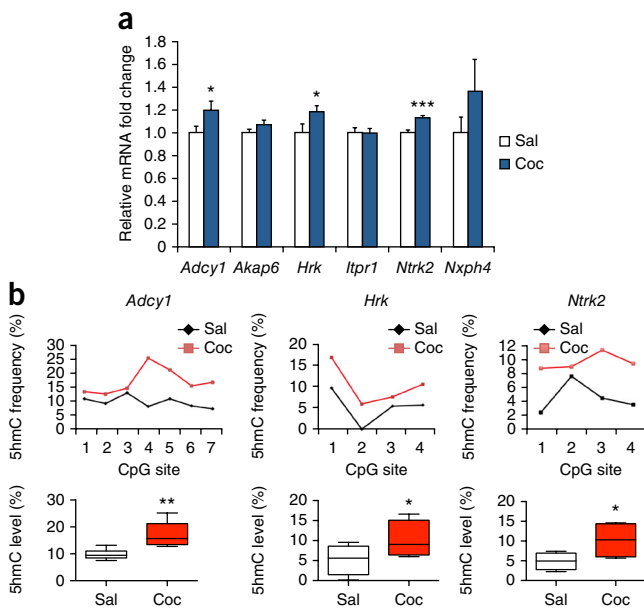 a
Relative mRNA fold change
1.8
1.6
1.4
1.2
1.0
0.8
0.6
0.4
0.2
0
* * ***
Sal
Coc
Adcy1 Akap6 Hrk Itpr1 Ntrk2 Nxph4
b
Adcy1 Hrk Ntrk2
5hmC frequency (%)
30
25
20
15
10
5
0
Sal
Coc
1 2 3 4 5 6 7
CpG site
5hmC frequency (%)
20
15
10
5
0
Sal
Coc
1 2 3 4
CpG site
5hmC frequency (%)
12
10
8
6
4
2
0
Sal
Coc
1 2 3 4
CpG site
5hmC level (%)
30
20
10
0
**
Sal Coc
5hmC level (%)
20
15
10
5
0
*
Sal Coc
5hmC level (%)
20
15
10
5
0
*
Sal Coc